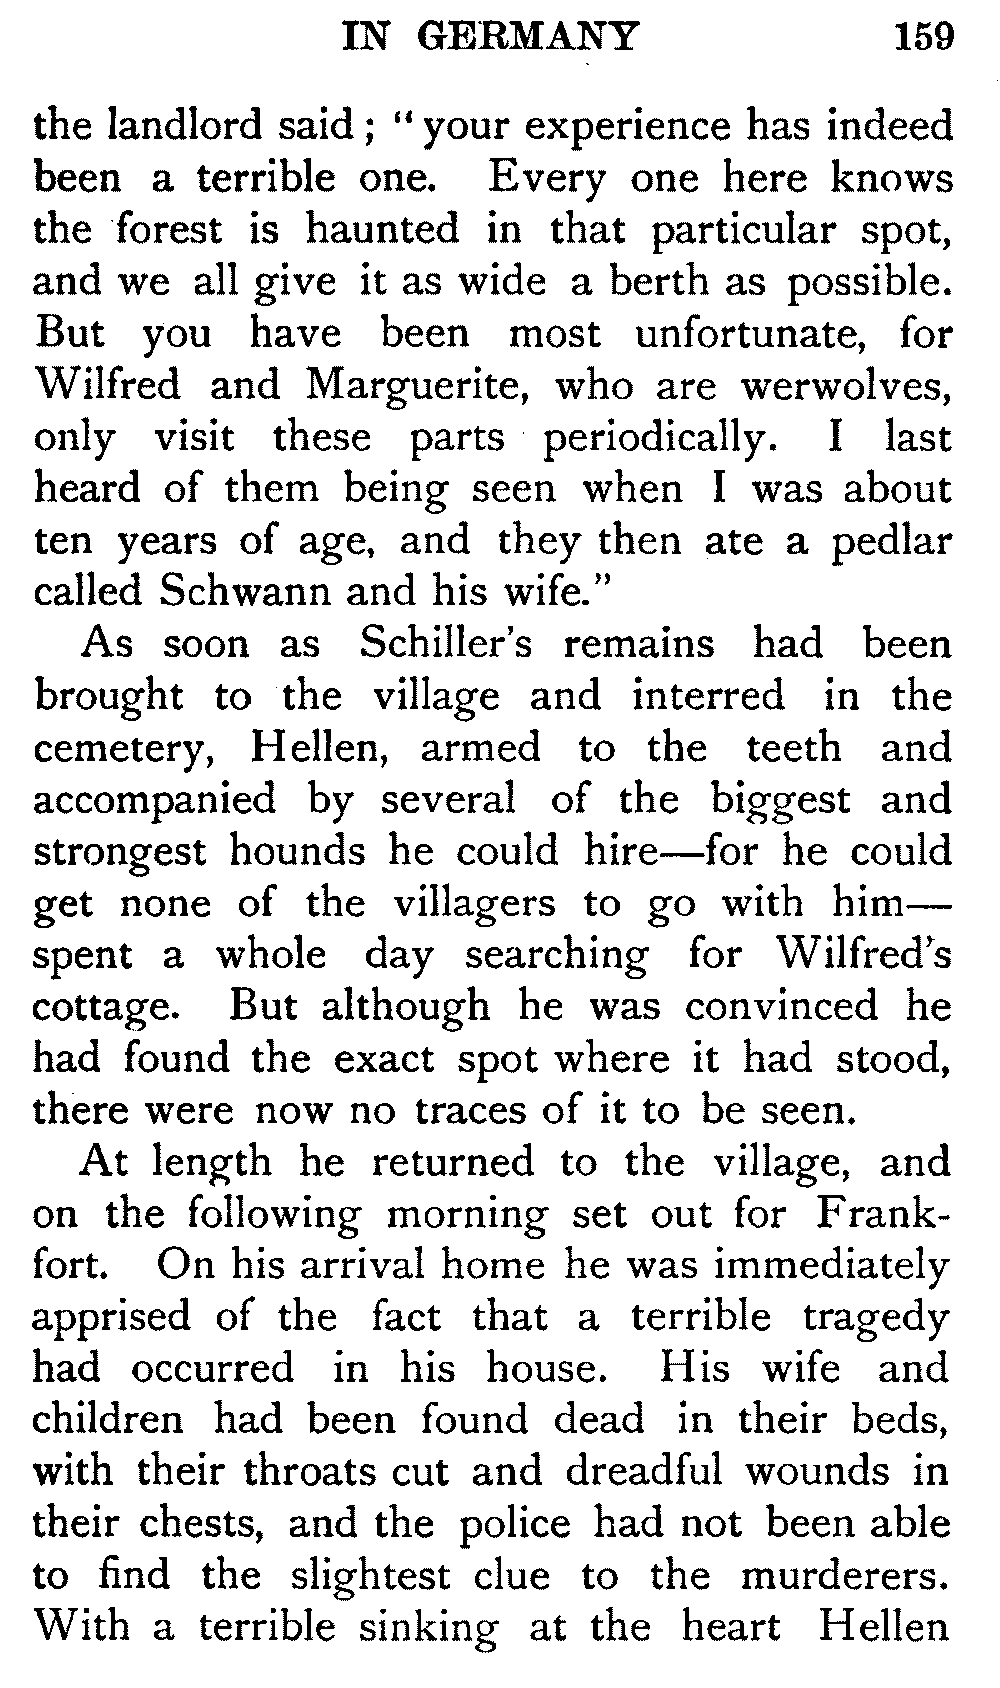 IN GERMANY 159
the landlord said ; "your experience has indeed
been a terrible one. Every one here knows
the forest is haunted in that particular spot,
and we all give it as wide a berth as possible.
But you have been most unfortunate, for
Wilfred and Marguerite, who are werwolves,
only visit these parts periodically. I last
heard of them being seen when I was about
ten years of age, and they then ate a pedlar
called Schwann and his wife."
As soon as Schiller's remains had been
brought to the village and interred in the
cemetery, Hellen, armed to the teeth and
accompanied by several of the biggest and
strongest hounds he could hire—for he could
get none of the villagers to go with him—
spent a whole day searching for Wilfred's
cottage. But although he was convinced he
had found the exact spot where it had stood,
there were now no traces of it to be seen.
At length he returned to the village, and
on the following morning set out for Frank-
fort. On his arrival home he was immediately
apprised of the fact that a terrible tragedy
had occurred in his house. His wife and
children had been found dead in their beds,
with their throats cut and dreadful wounds in
their chests, and the police had not been able
to find the slightest clue to the murderers.
With a terrible sinking at the heart Hellen